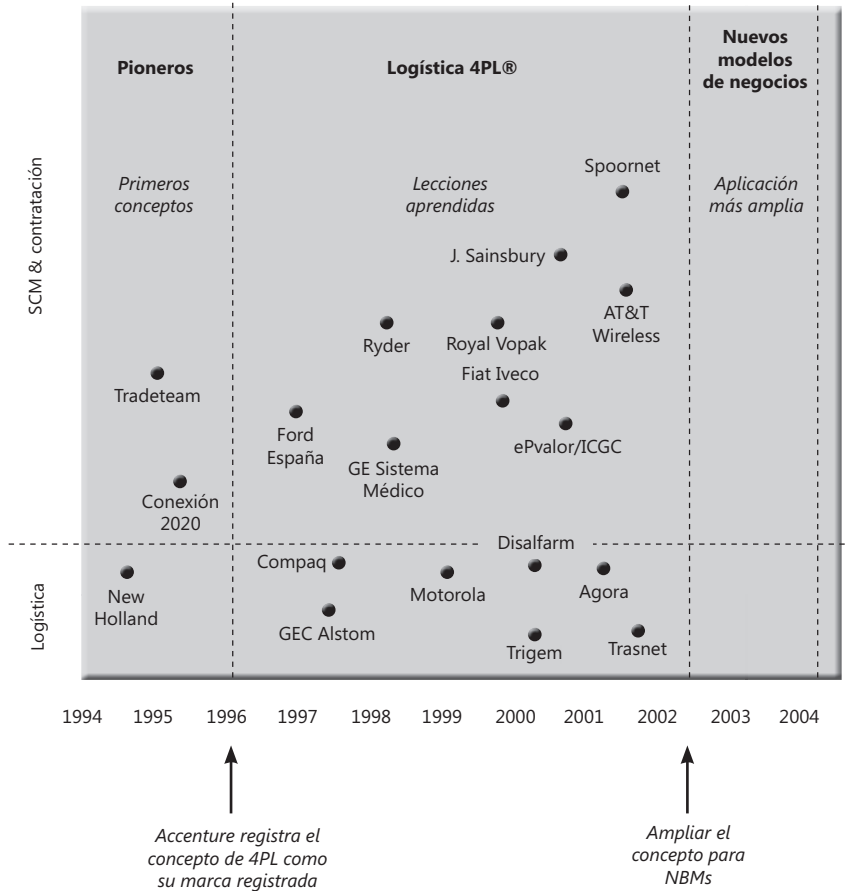 Pioneros
Logística 4PL®
Nuevos
modelos
de negocios
SCM & contratación
Primeros
conceptos
Lecciones
aprendidas
Aplicación
más amplia
Spoornet
J. Sainsbury
AT&T
Wireless
Ryder
Royal Vopak
Fiat Iveco
Tradeteam
Ford
España
ePvalor/ICGC
GE Sistema
Médico
Conexión
2020
Logística
Disalfarm
Compaq
New
Holland
Motorola
Agora
GEC Alstom
Trigem
Trasnet
1994 1995 1996 1997 1998 1999 2000 2001 2002 2003 2004
Accenture registra el
concepto de 4PL como
su marca registrada
Ampliar el
concepto para
NBMs